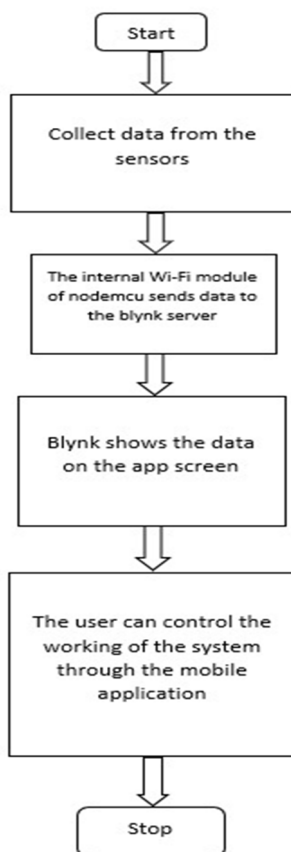 Start
Collect data from the
sensors
The internal Wi-Fi module
of nodemcu sends data to
the blynk server
Blynk shows the data
on the app screen
The user can control the
working of the system
through the mobile
application
Stop